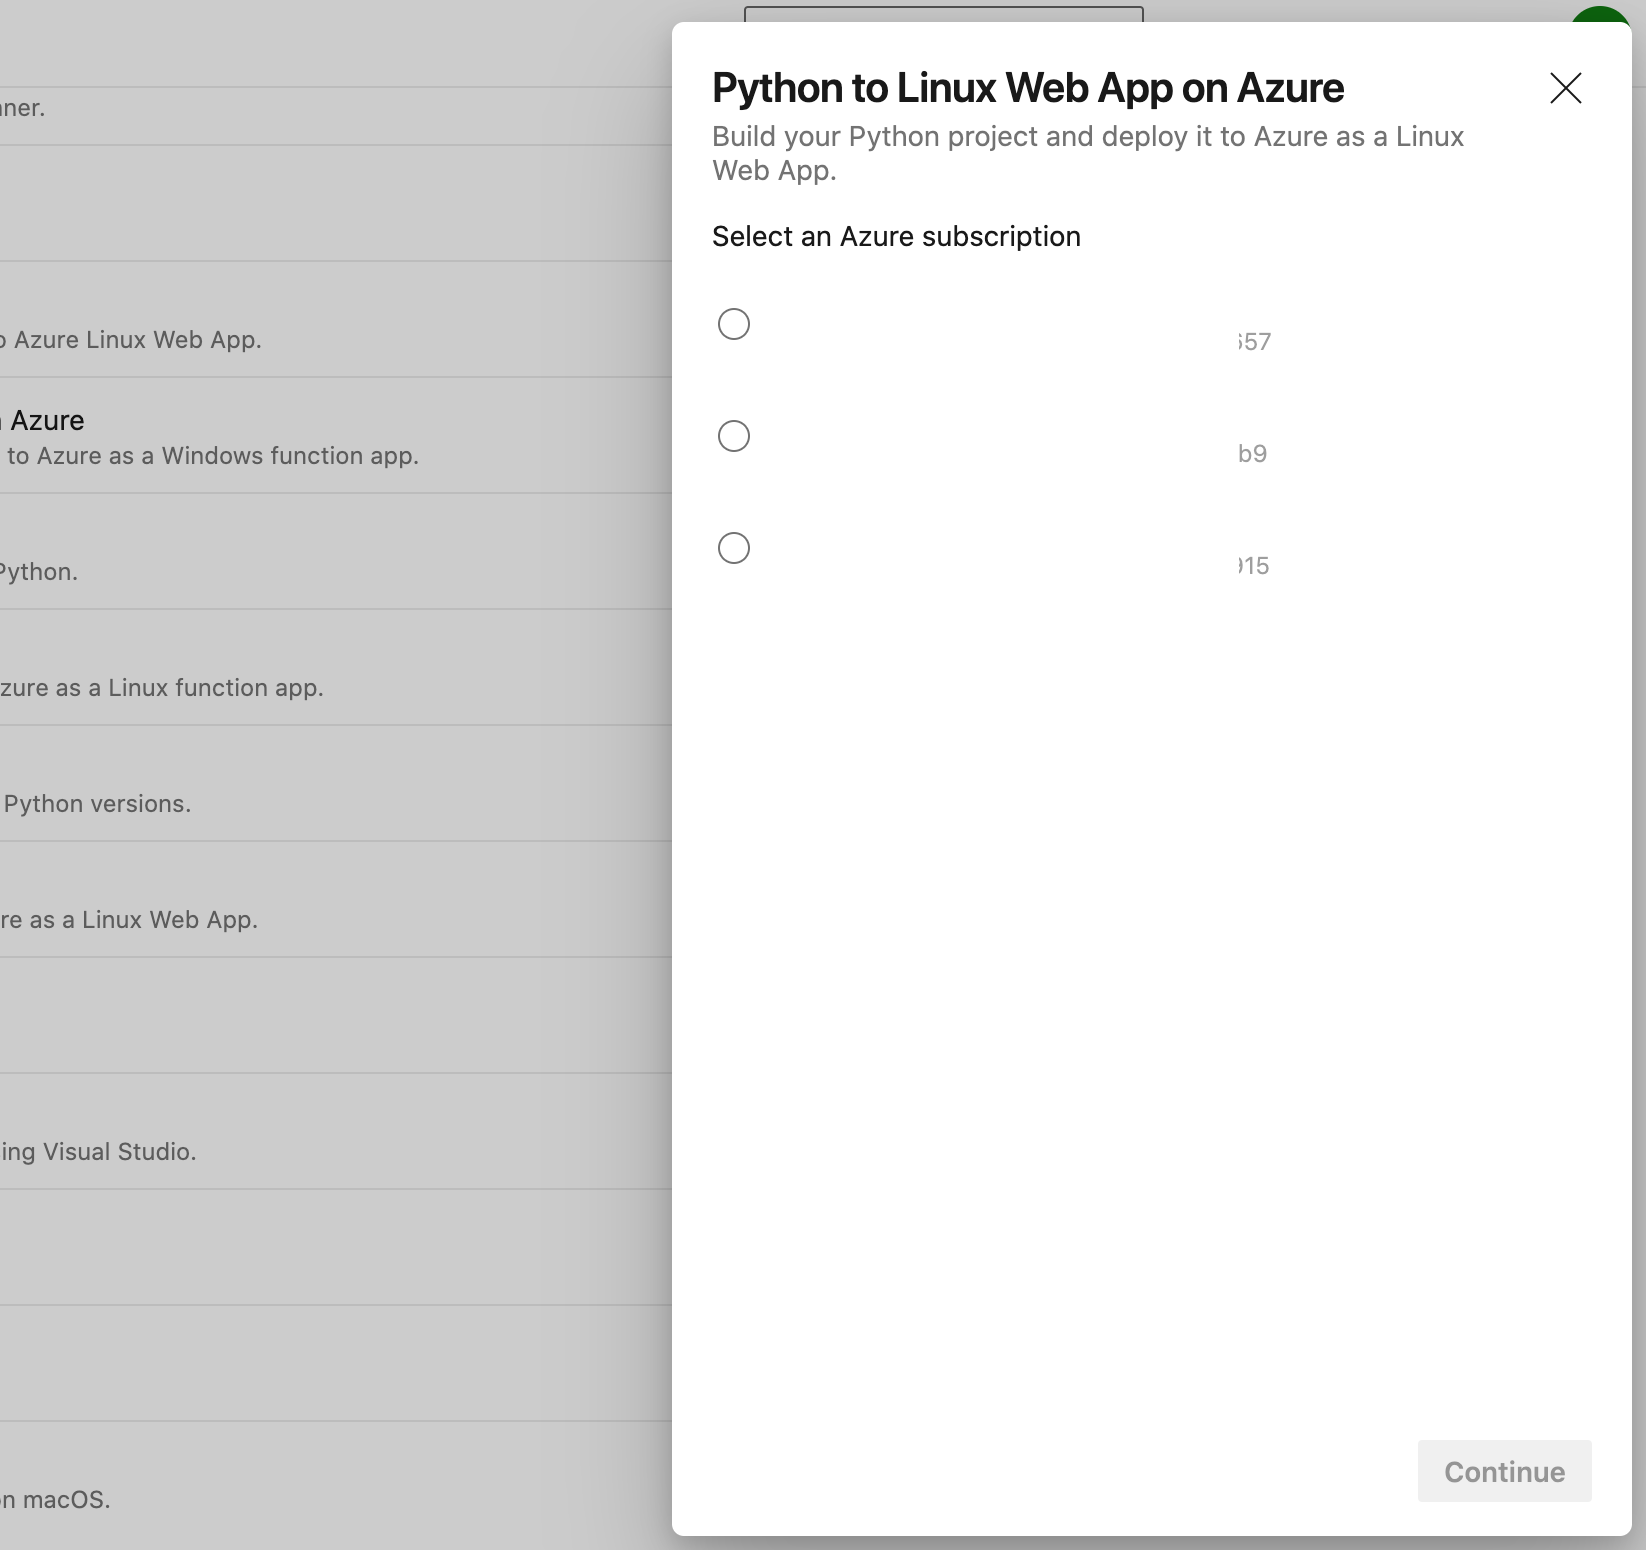 ner.
Azure Linux Web App.
Azure
to Azure as a Windows function app.
Python.
zure as a Linux function app.
Python versions.
re as a Linux Web App.
ing Visual Studio.
on macOS.
Python to Linux Web App on Azure
Build your Python project and deploy it to Azure as a Linux
Web App.
Select an Azure subscription
57
b9
15
Continue